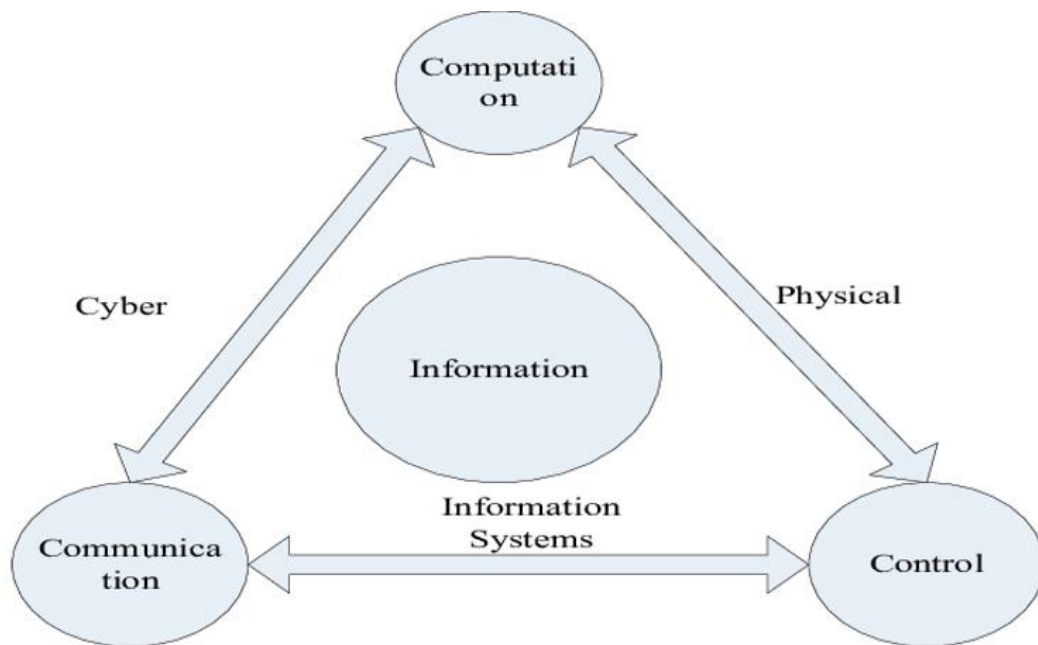 Computati
on
Cyber
Physical
Information
Information
Systems
Communica
tion
Control